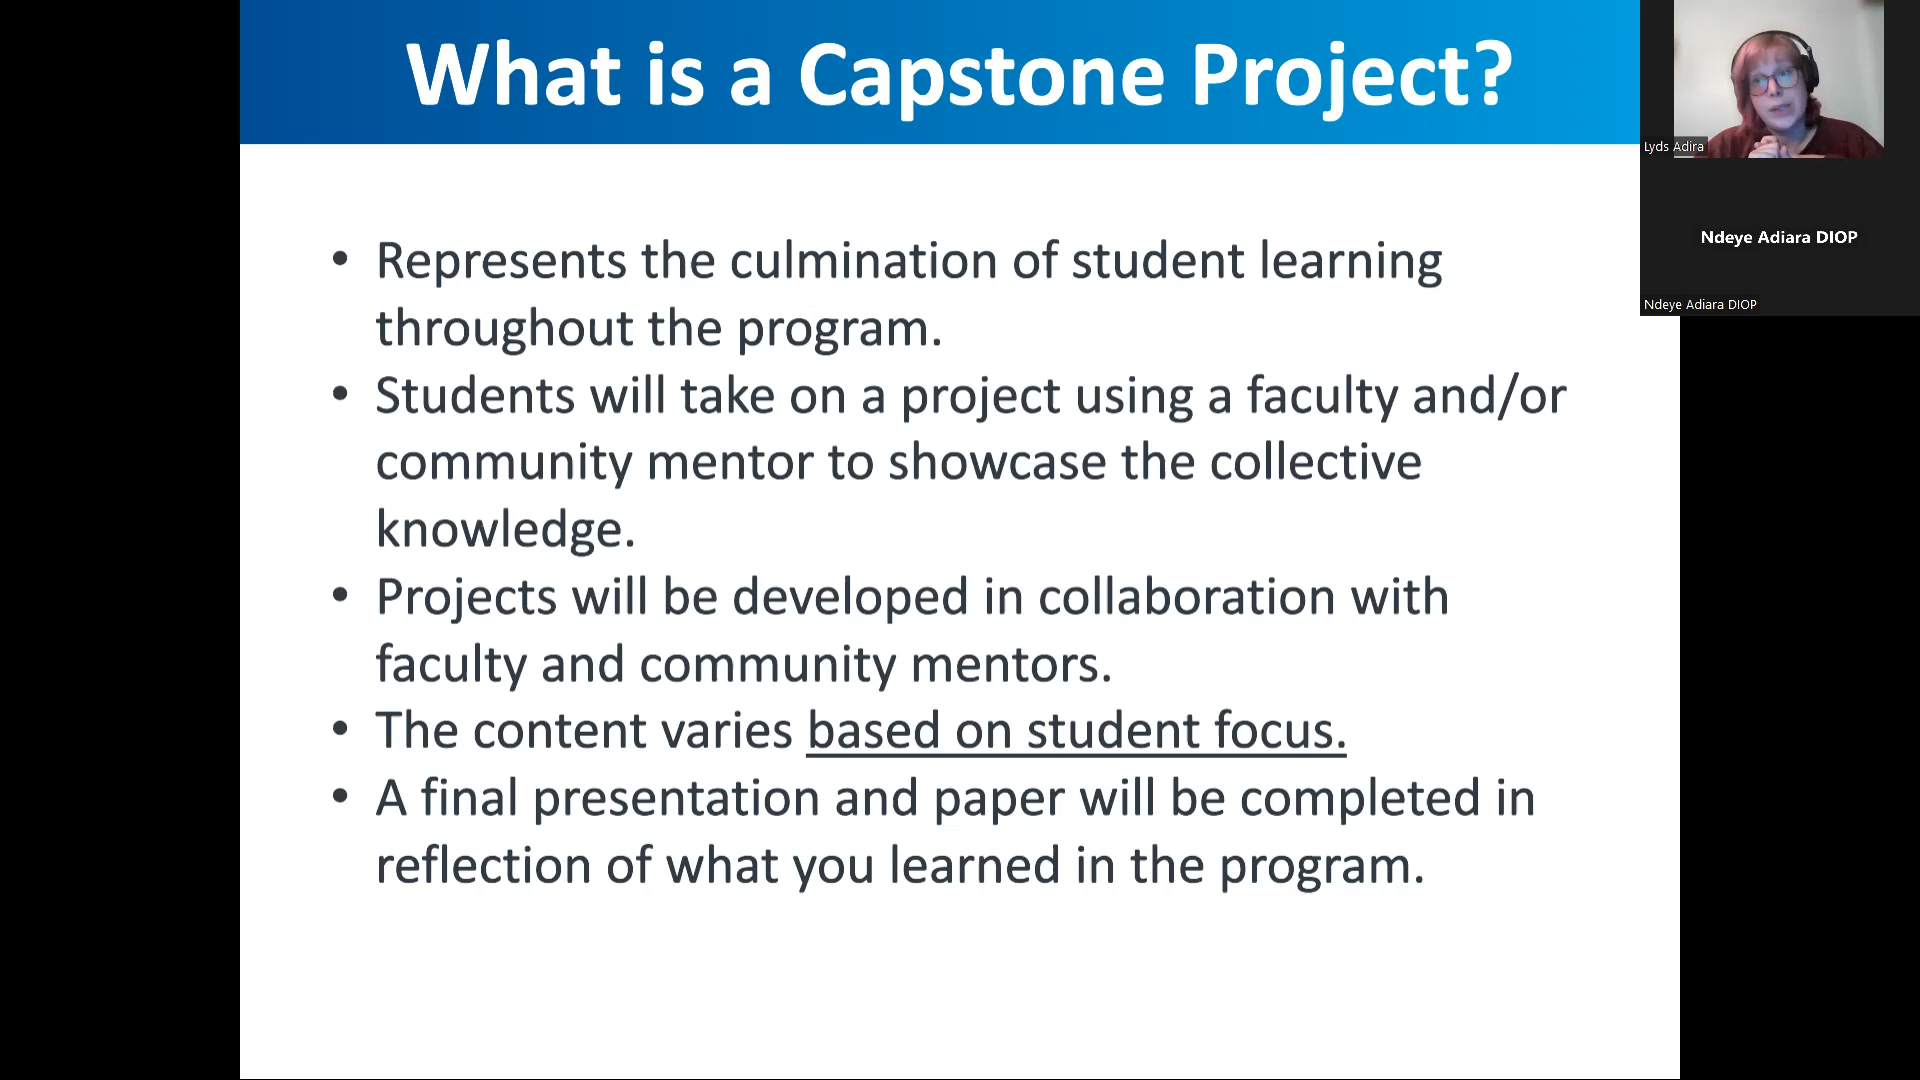 What is a Capstone Project?
• Represents the culmination of student learning
throughout the program.
• Students will take on a project using a faculty and/or
community mentor to showcase the collective
knowledge.
• Projects will be developed in collaboration with
faculty and community mentors.
• The content varies based on student focus.
• A final presentation and paper will be completed in
reflection of what you learned in the program.
Lyds Adira
Ndeye Adiara DIOP
Ndeye Adiara DIOP